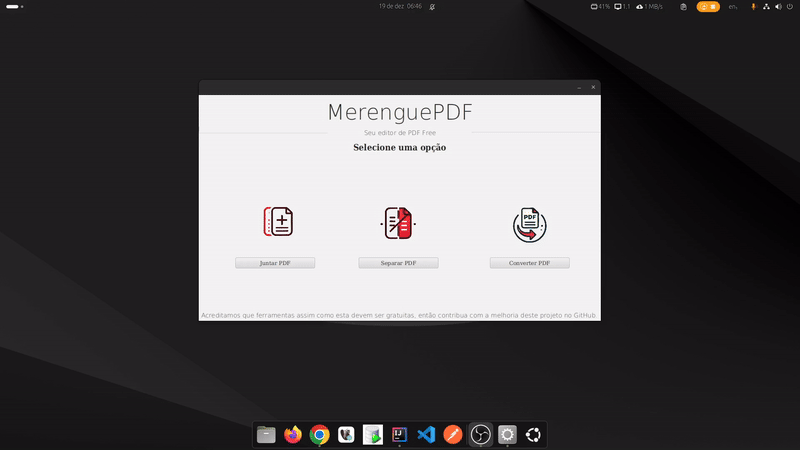 19 de dez 06:46
41% 1.1 1 MB/s
en₁
MerenguePDF
Seu editor de PDF Free
Selecione uma opção
PDF
Juntar PDF
Separar PDF
Converter PDF
Acreditamos que ferramentas assim como esta devem ser gratuitas, então contribua com a melhoria deste projeto no GitHub